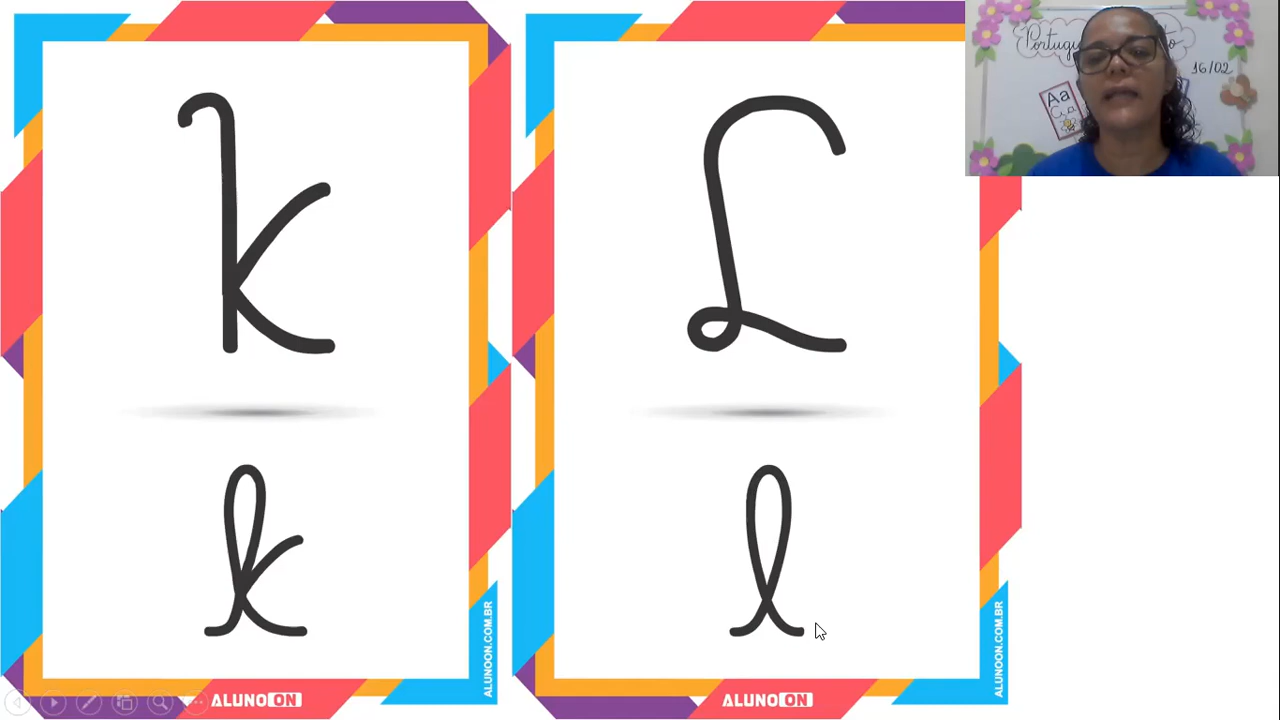 K
L
k
l
ALUNOON.COM.BR
ALUNOON.COM.BR
ALUNO ON
ALUNO ON
16/02
Aa